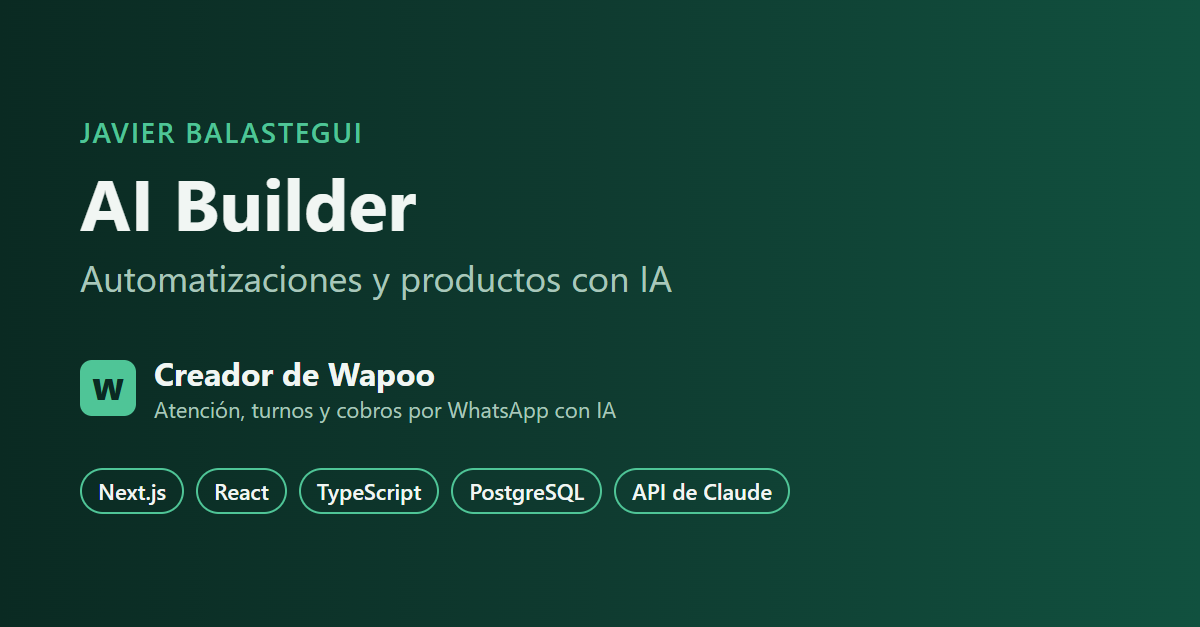 JAVIER BALASTEGUI
AI Builder
Automatizaciones y productos con IA
W
Creador de Wapoo
Atención, turnos y cobros por WhatsApp con IA
Next.js React TypeScript PostgreSQL API de Claude